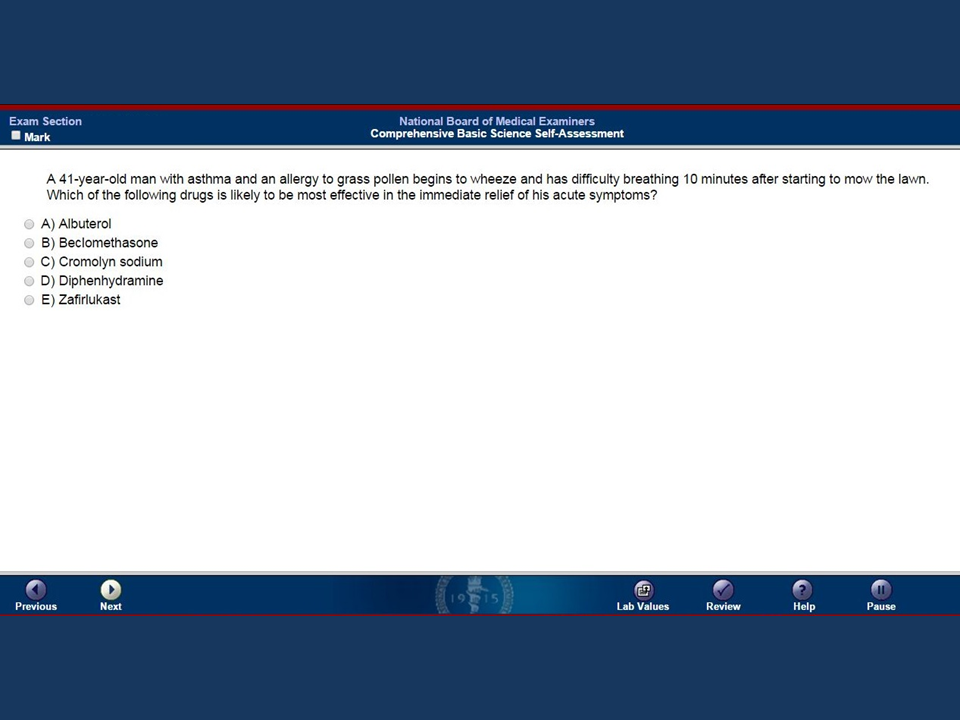 Exam Section
Mark
National Board of Medical Examiners
Comprehensive Basic Science Self-Assessment
A 41-year-old man with asthma and an allergy to grass pollen begins to wheeze and has difficulty breathing 10 minutes after starting to mow the lawn.
Which of the following drugs is likely to be most effective in the immediate relief of his acute symptoms?
A) Albuterol
B) Beclomethasone
C) Cromolyn sodium
D) Diphenhydramine
E) Zafirlukast
1915
Previous
Next
Lab Values
Review
Help
Pause